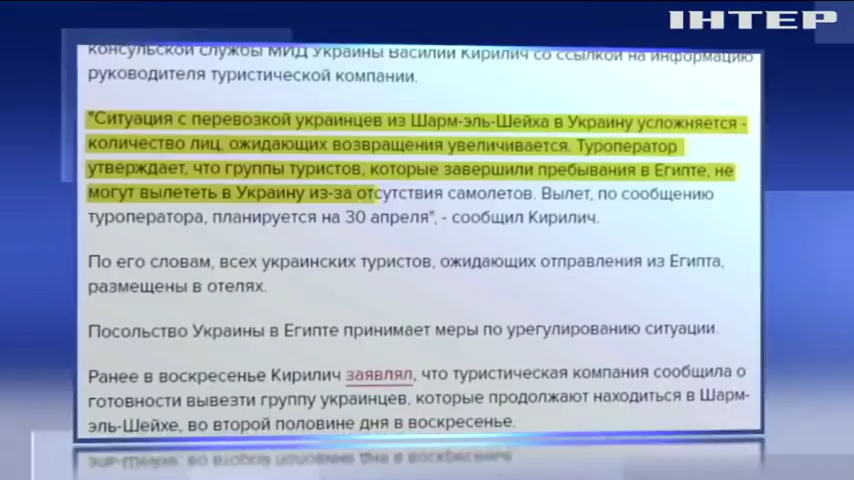 ІНТЕР
консульской службы МИД Украины Василий Кирилич со ссылкой на информацию
руководителя туристической компании.
"Ситуация с перевозкой украинцев из Шарм-эль-Шейха в Украину усложняется -
количество лиц, ожидающих возвращения увеличивается. Туроператор
утверждает, что группы туристов, которые завершили пребывания в Египте, не
могут вылететь в Украину из-за отсутствия самолетов. Вылет, по сообщению
туроператора, планируется на 30 апреля", - сообщил Кирилич.
По его словам, всех украинских туристов, ожидающих отправления из Египта,
размещены в отелях.
Посольство Украины в Египте принимает меры по урегулированию ситуации.
Ранее в воскресенье Кирилич заявлял, что туристическая компания сообщила о
готовности вывезти группу украинцев, которые продолжают находиться в Шарм-
эль-Шейхе, во второй половине дня в воскресенье.